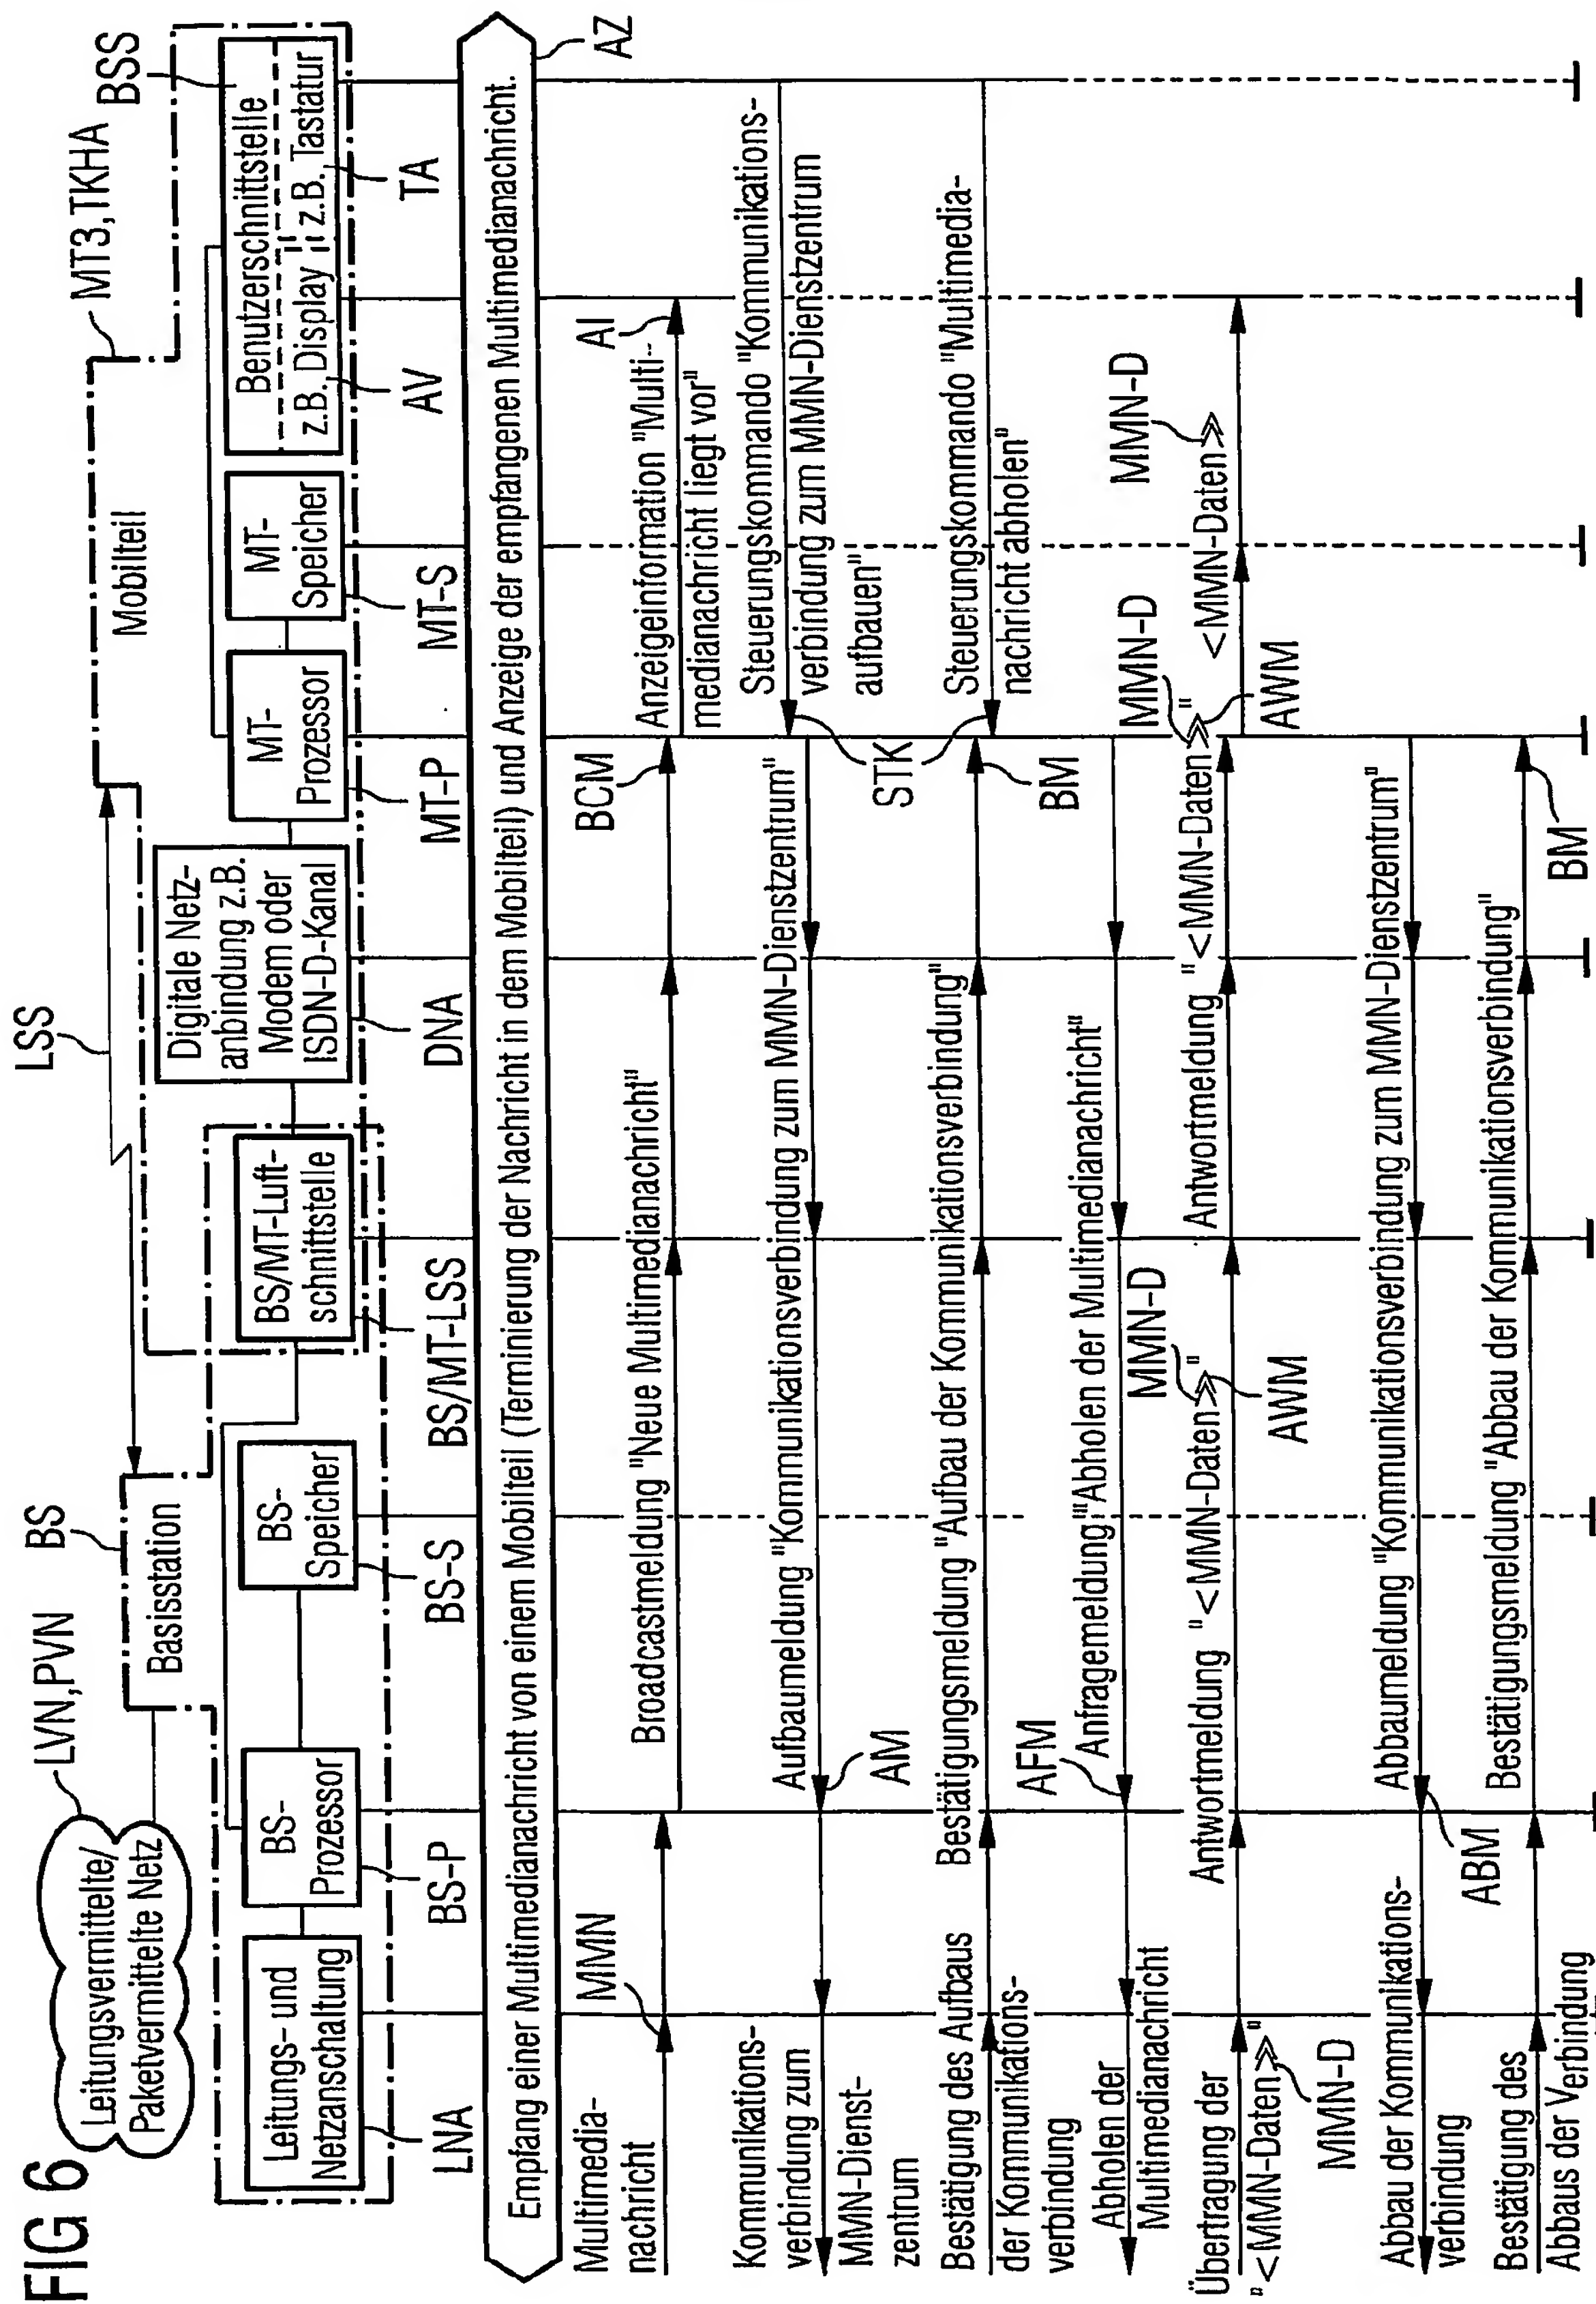 FIG 6
Leitungsvermittelte/
Paketvermittelte Netz
LVN,PVN
BS
LSS
MT3,TKHA
BSS
Basisstation
Mobilteil
Leitungs- und
Netzanschaltung
LNA
BS-
Prozessor
BS-P
BS-
Speicher
BS-S
BS/MT-Luft-
schnittstelle
BS/MT-LSS
Digitale Netz-
anbindung z.B.
Modem oder
ISDN-D-Kanal
DNA
MT-
Prozessor
MT-P
MT-
Speicher
MT-S
Benutzerschnittstelle
z.B. Display
z.B. Tastatur
AV
TA
Empfang einer Multimedianachricht von einem Mobilteil (Terminierung der Nachricht in dem Mobilteil) und Anzeige der empfangenen Multimedianachricht.
AZ
Multimedia-
nachricht
MMN
Broadcastmeldung "Neue Multimedianachricht"
BCM
Anzeigeinformation "Multi-
medianachricht liegt vor"
AI
Kommunikations-
verbindung zum
MMN-Dienst-
zentrum
Aufbaumeldung "Kommunikationsverbindung zum MMN-Dienstzentrum"
AM
Steuerungskommando "Kommunikations-
verbindung zum MMN-Dienstzentrum
aufbauen"
STK
Bestätigung des Aufbaus
der Kommunikations-
verbindung
Bestätigungsmeldung "Aufbau der Kommunikationsverbindung"
BM
Steuerungskommando "Multimedia-
nachricht abholen"
Abholen der
Multimedianachricht
AFM
Anfragemeldung "Abholen der Multimedianachricht"
Übertragung der
"<MMN-Daten>"
MMN-D
Antwortmeldung "<MMN-Daten>"
MMN-D
AWM
Antwortmeldung "<MMN-Daten>"
MMN-D
AWM
<MMN-Daten>
MMN-D
Abbau der Kommunikations-
verbindung
Abbaumeldung "Kommunikationsverbindung zum MMN-Dienstzentrum"
ABM
Bestätigung des
Abbaus der Verbindung
Bestätigungsmeldung "Abbau der Kommunikationsverbindung"
BM